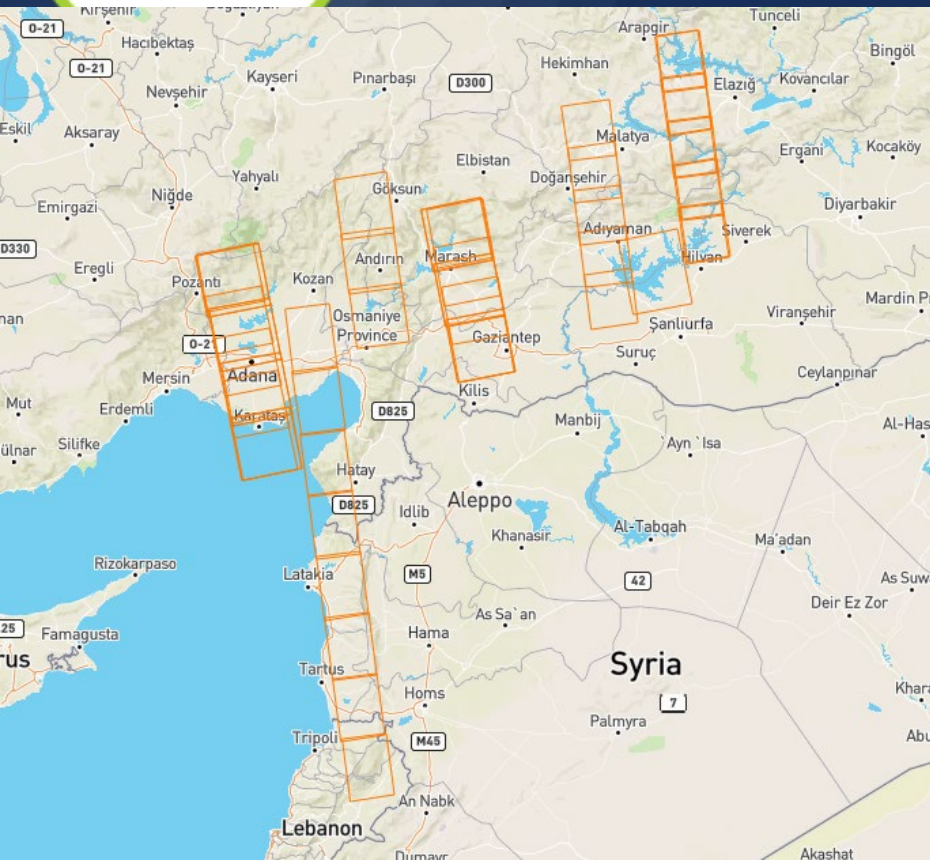 Kırşehir
Tunceli
O-21
Arapgir
Hacıbektaş
Bingöl
Hekimhan
O-21
Kayseri
Pınarbaşı
D300
Kovancılar
Elazığ
Nevşehir
Eskil
Aksaray
Malatya
Ergani
Kocaköy
Elbistan
Yahyalı
Doğanşehir
Niğde
Göksun
Emirgazi
Diyarbakir
D330
Adıyaman
Siverek
Marash
Andırın
Hilvan
Ereğli
Pozantı
Kozan
Mardin
Osmaniye
Province
Viranşehir
Şanlıurfa
O-21
Gaziantep
Suruç
Adana
Mersin
Ceylanpınar
Kilis
Mut
Erdemli
D825
Karataş
Manbij
Silifke
ülnar
`Ayn `Isa
Hatay
Aleppo
D825
Idlib
Khanasir
Al-Tabqah
Ma'adan
Rizokarpaso
Latakia
M5
42
As Suw
Deir Ez Zor
As Sa`an
25
Famagusta
Hama
rus
Syria
Tartus
Homs
7
Khara
Palmyra
Tripoli
M45
Abu
An Nabk
Lebanon
Dumayr
Akashat